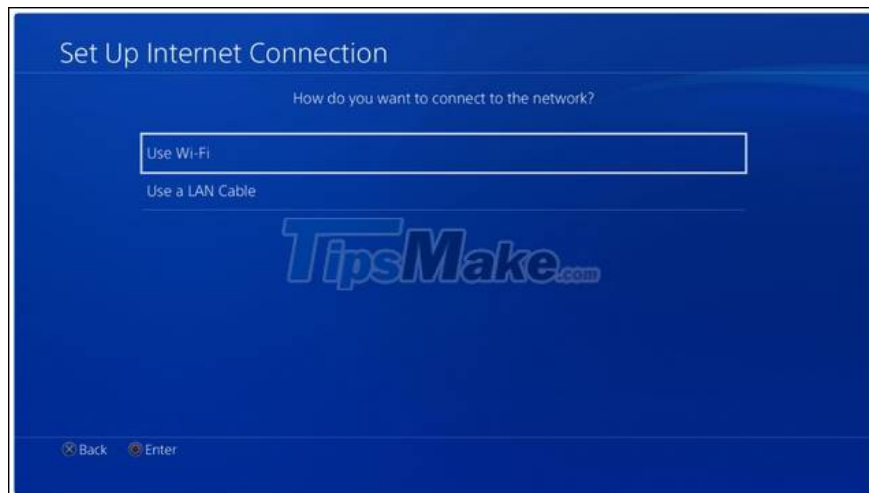 Set Up Internet Connection
How do you want to connect to the network?
Use Wi-Fi
Use a LAN Cable
TipsMake.com
Back Enter